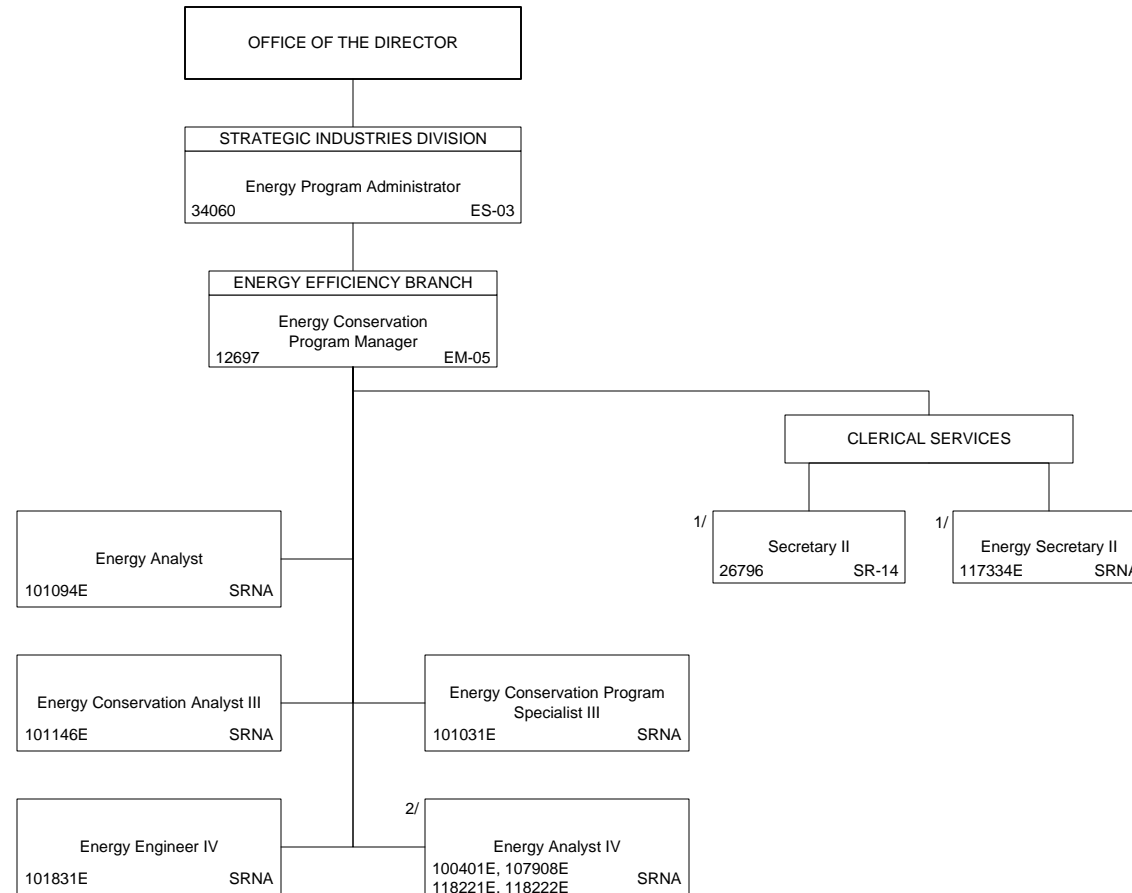 OFFICE OF THE DIRECTOR
STRATEGIC INDUSTRIES DIVISION
Energy Program Administrator
34060 ES-03
ENERGY EFFICIENCY BRANCH
Energy Conservation
Program Manager
12697 EM-05
CLERICAL SERVICES
1/
Secretary II
26796 SR-14
1/
Energy Secretary II
117334E SRNA
Energy Analyst
101094E SRNA
Energy Conservation Analyst III
101146E SRNA
Energy Conservation Program
Specialist III
101031E SRNA
Energy Engineer IV
101831E SRNA
2/
Energy Analyst IV
100401E, 107908E
118221E, 118222E SRNA